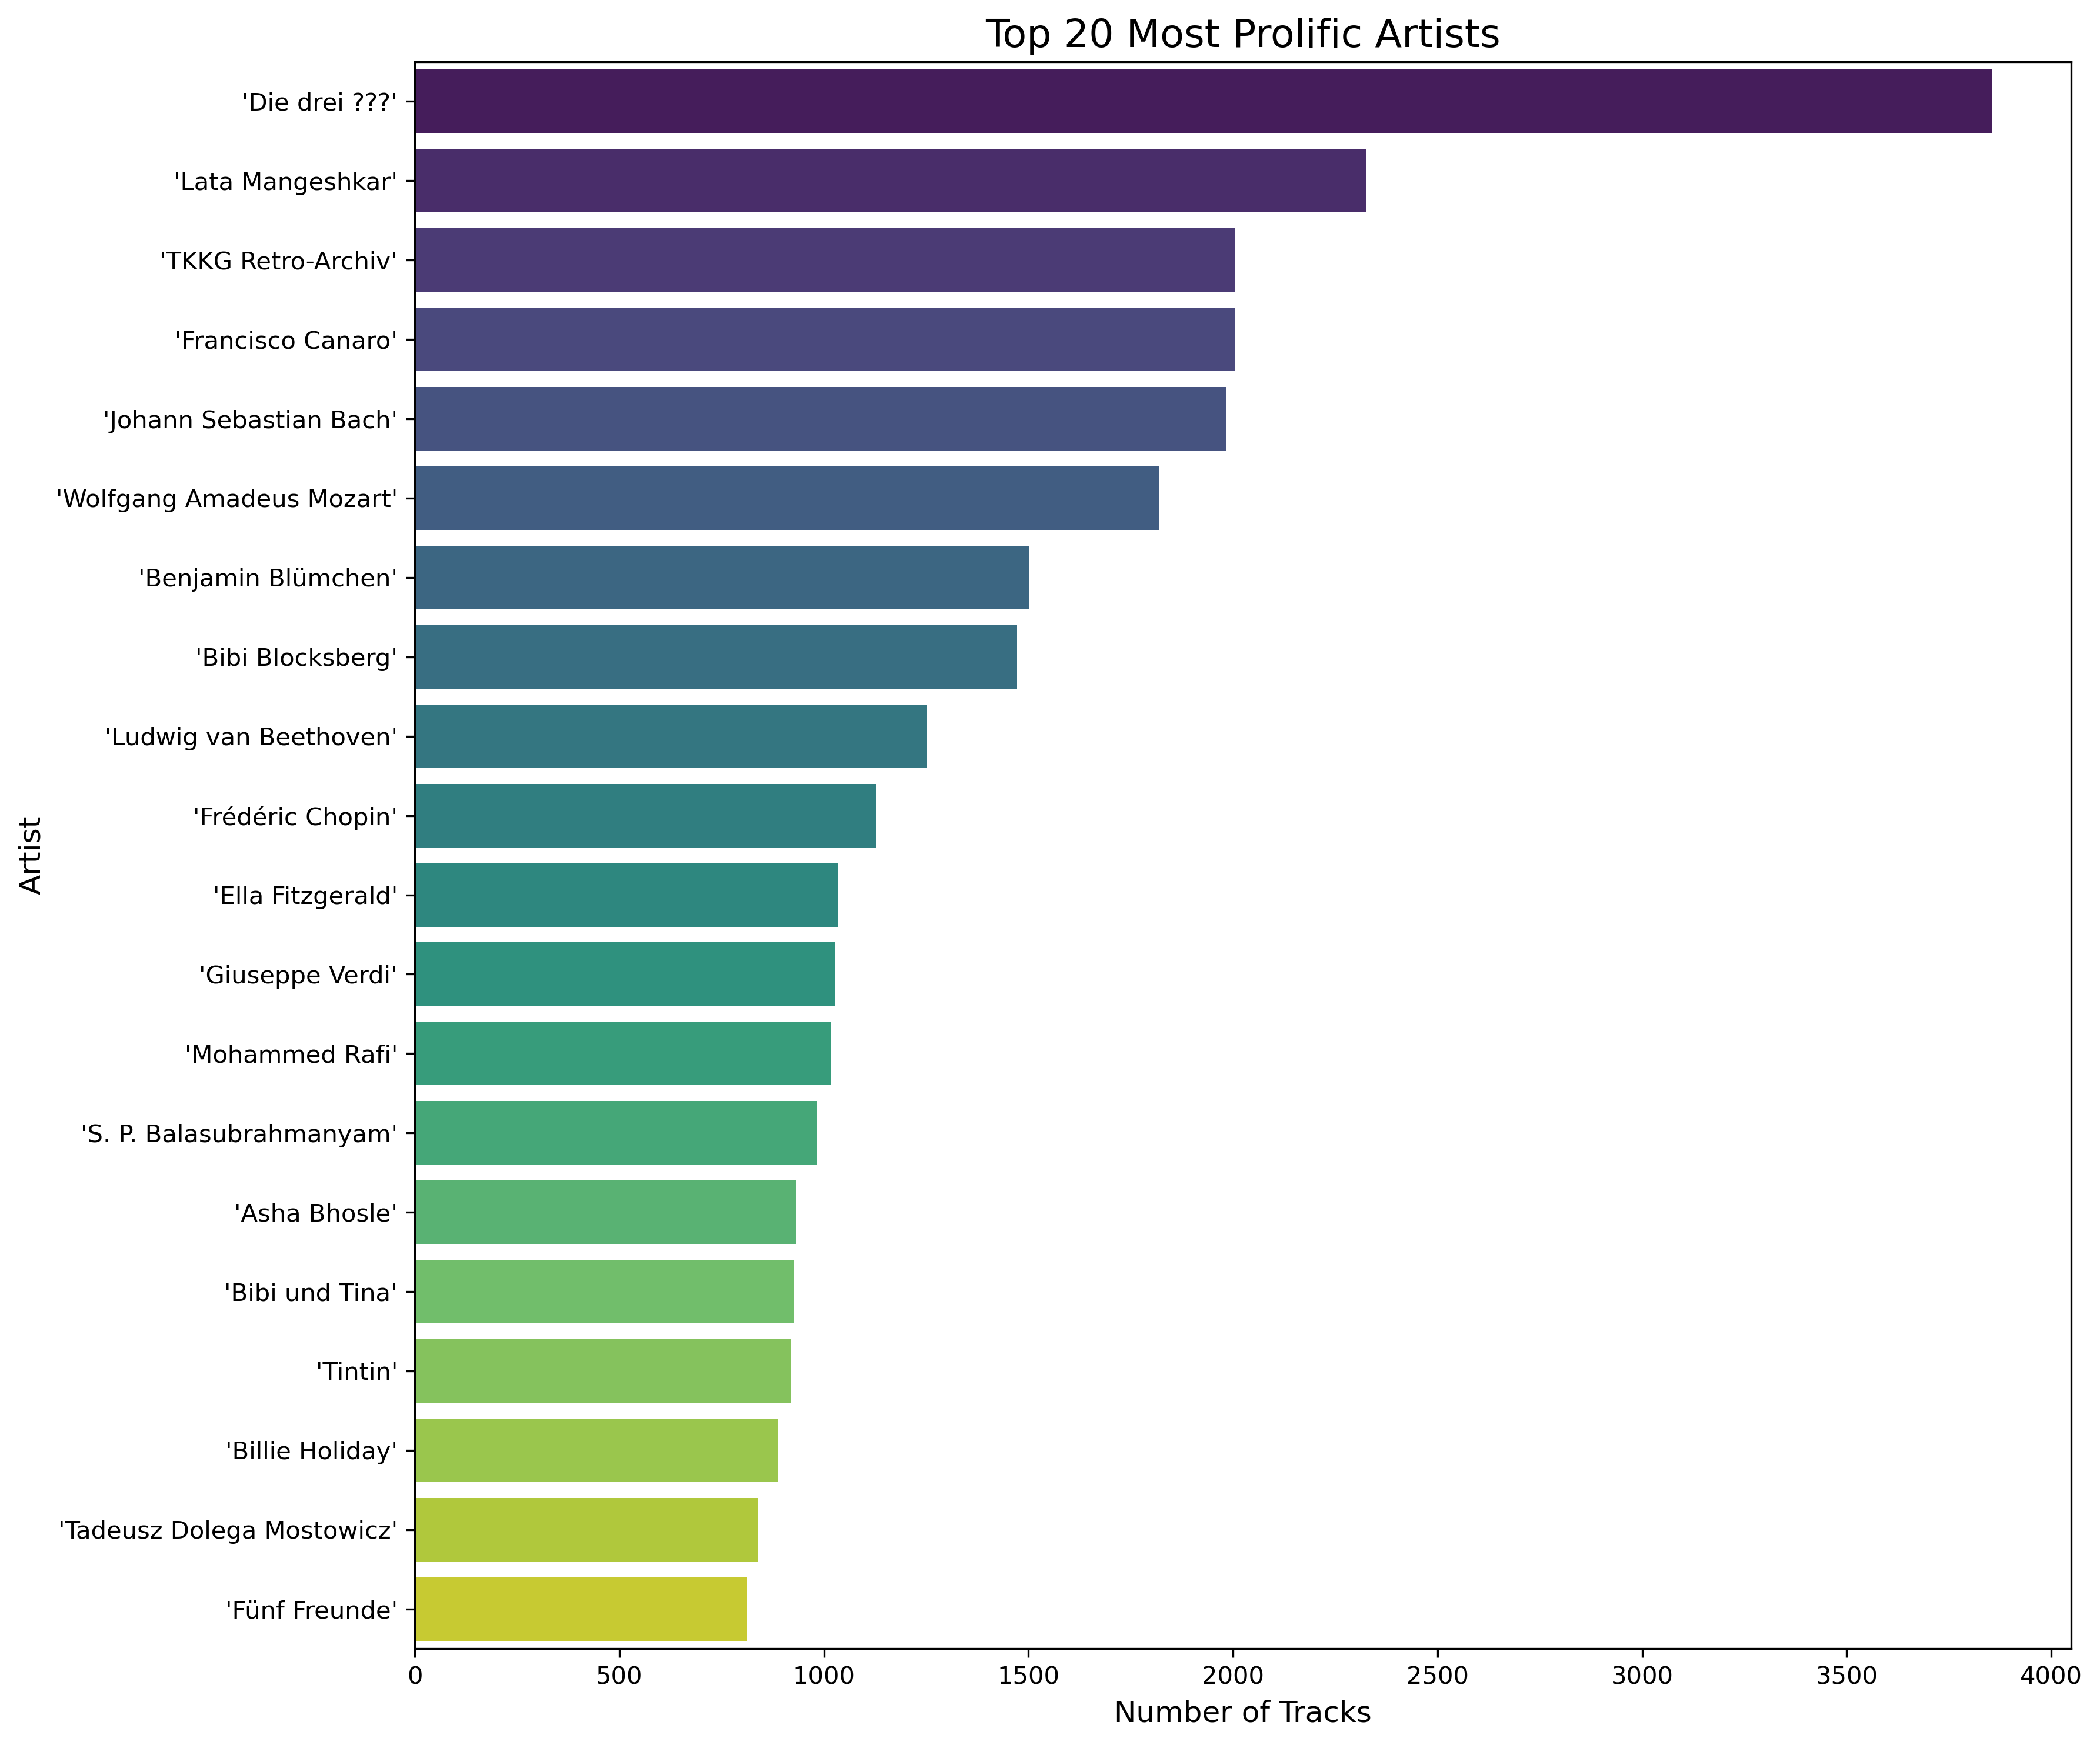 Top 20 Most Prolific Artists
'Die drei ???'
'Lata Mangeshkar'
'TKKG Retro-Archiv'
'Francisco Canaro'
'Johann Sebastian Bach'
'Wolfgang Amadeus Mozart'
'Benjamin Blümchen'
'Bibi Blocksberg'
'Ludwig van Beethoven'
'Frédéric Chopin'
'Ella Fitzgerald'
'Giuseppe Verdi'
'Mohammed Rafi'
'S. P. Balasubrahmanyam'
'Asha Bhosle'
'Bibi und Tina'
'Tintin'
'Billie Holiday'
'Tadeusz Dolega Mostowicz'
'Fünf Freunde'
Artist
0 500 1000 1500 2000 2500 3000 3500 4000
Number of Tracks